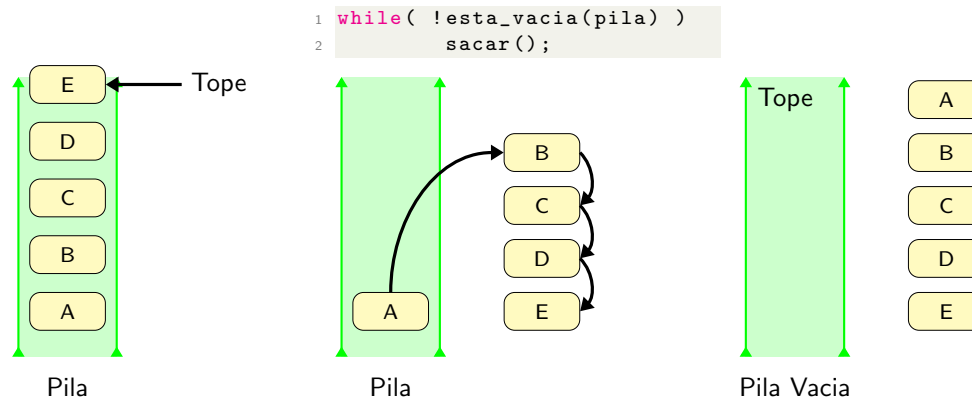 1 while( !esta_vacia(pila) )
2 sacar();
E
Tope
D
C
B
A
Pila
B
C
D
A
E
Pila
Tope
A
B
C
D
E
Pila Vacia